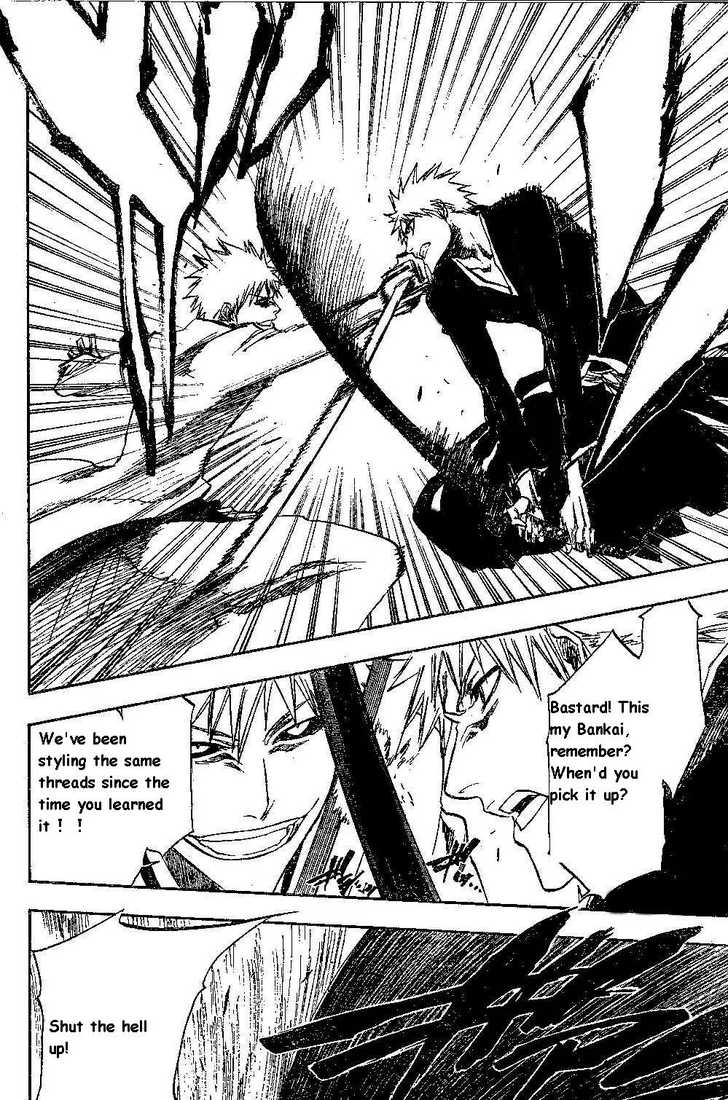 Bastard! This
my Bankai,
remember?
When'd you
pick it up?
We've been
styling the same
threads since the
time you learned
it! !
Shut the hell
up!